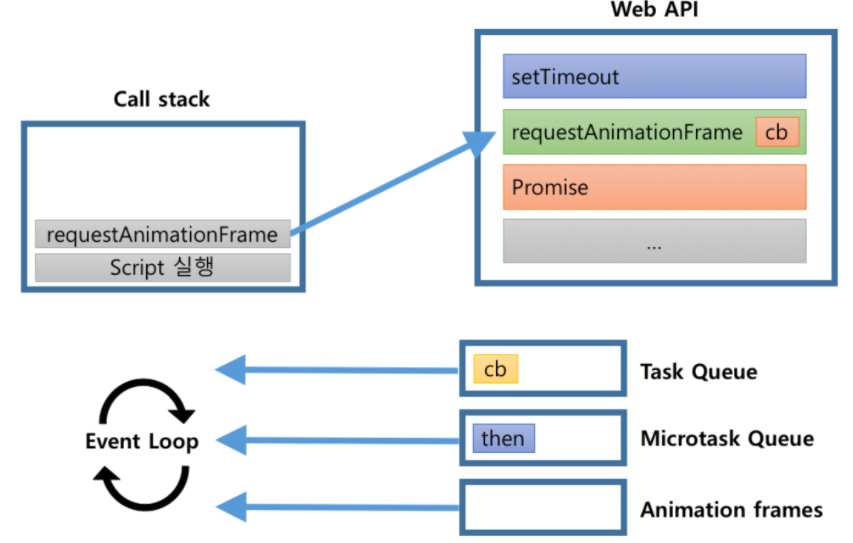 Web API
Call stack
setTimeout
requestAnimationFrame cb
Promise
...
requestAnimationFrame
Script 실행
cb
Task Queue
Event Loop
then
Microtask Queue
Animation frames